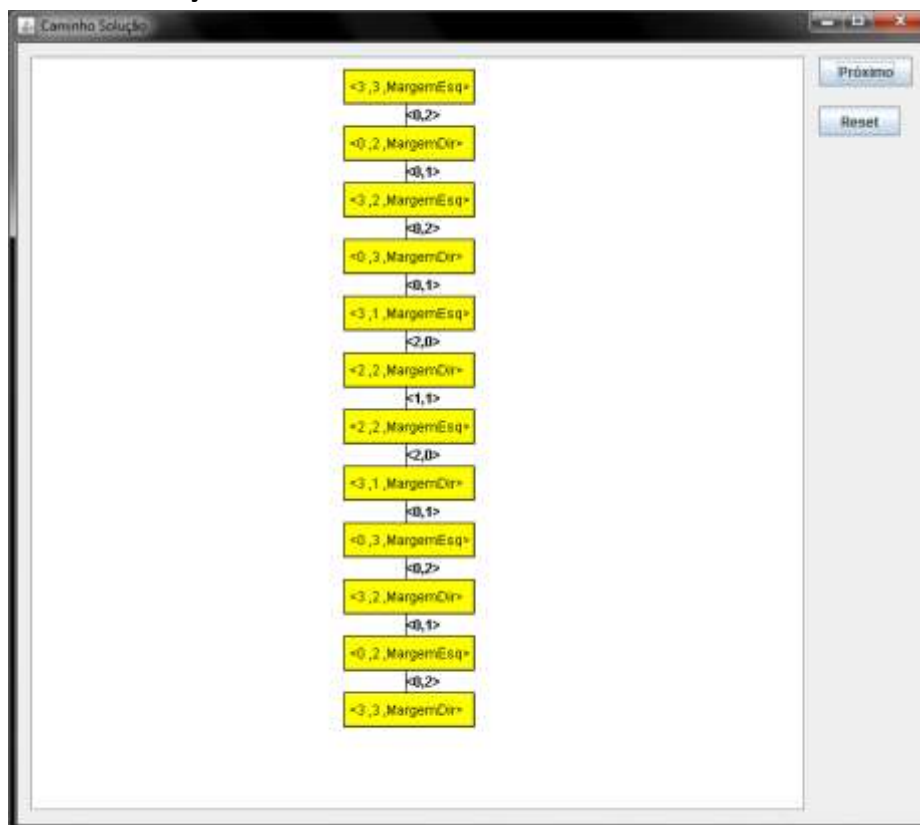 Caminho Solução
Próximo
Reset
<3 ,3 ,MargemEsq>
<0,2>
<0 ,2 ,MargemDir>
<0,1>
<3 ,2 ,MargemEsq>
<0,2>
<0 ,3 ,MargemDir>
<0,1>
<3 ,1 ,MargemEsq>
<2,0>
<2 ,2 ,MargemDir>
<1,1>
<2 ,2 ,MargemEsq>
<2,0>
<3 ,1 ,MargemDir>
<0,1>
<0 ,3 ,MargemEsq>
<0,2>
<3 ,2 ,MargemDir>
<0,1>
<0 ,2 ,MargemEsq>
<0,2>
<3 ,3 ,MargemDir>